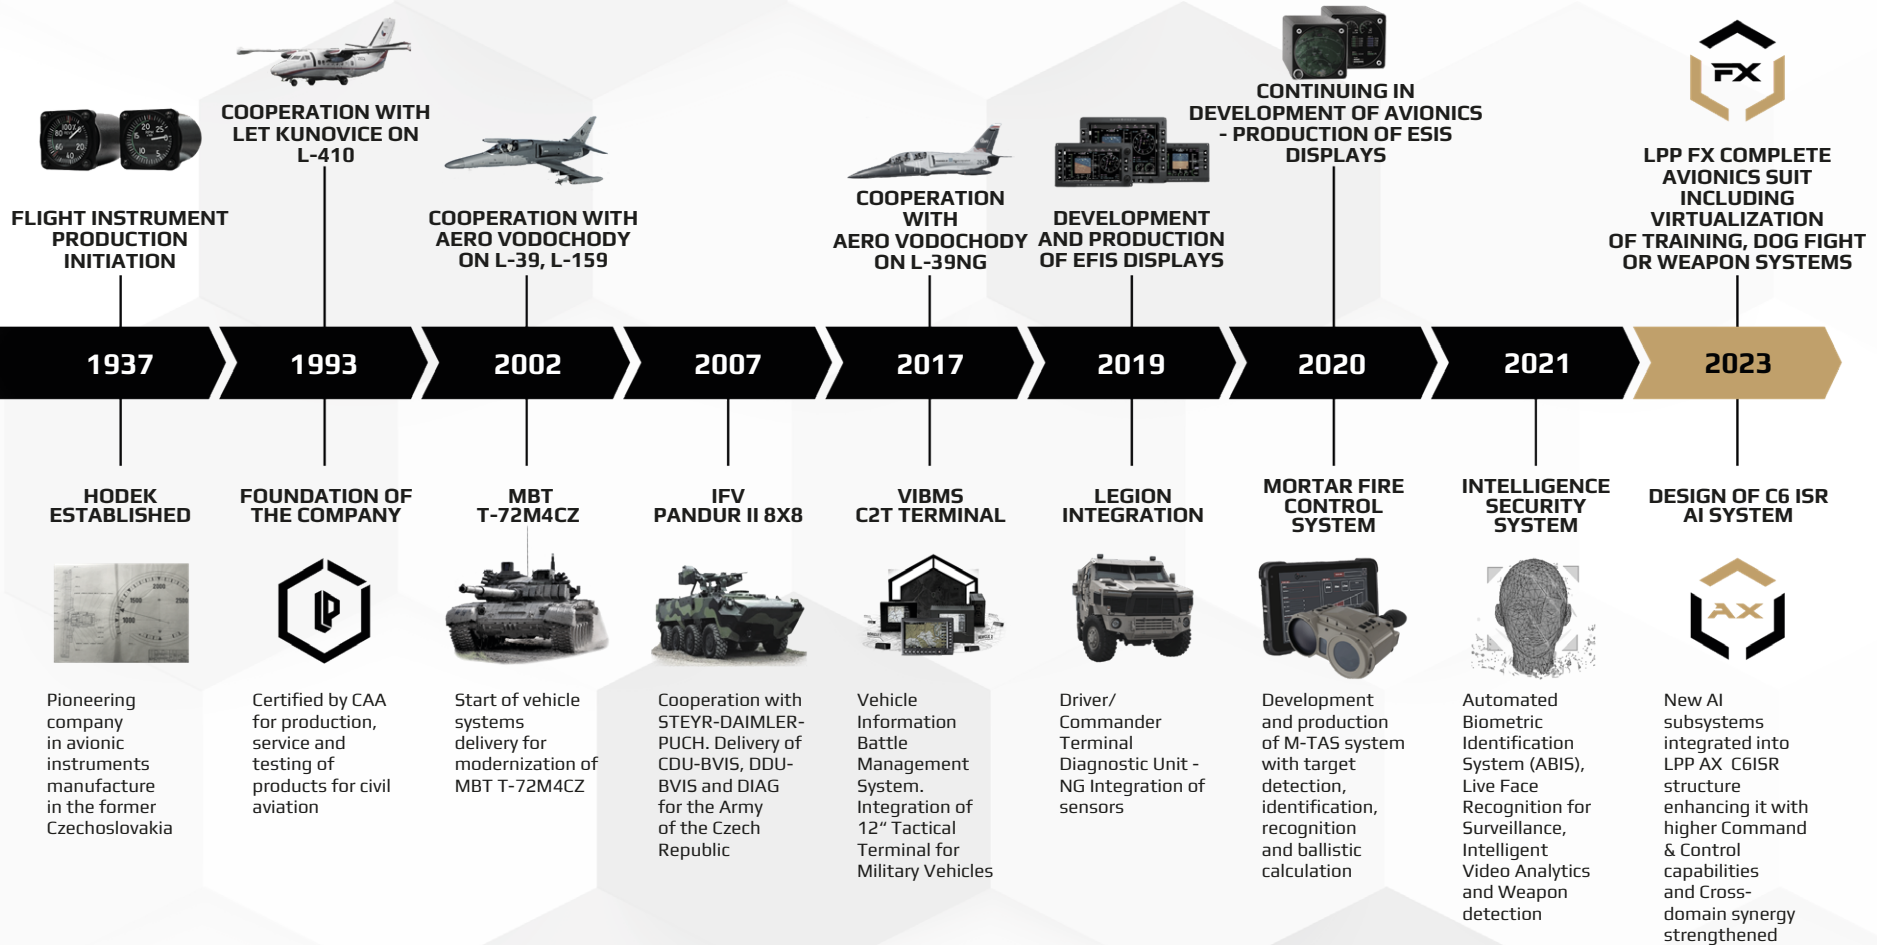 COOPERATION WITH
LET KUNOVICE ON
L-410
CONTINUING IN
DEVELOPMENT OF AVIONICS
- PRODUCTION OF ESIS
DISPLAYS
FX
FLIGHT INSTRUMENT
PRODUCTION
INITIATION
COOPERATION WITH
AERO VODOCHODY
ON L-39, L-159
COOPERATION
WITH
AERO VODOCHODY
ON L-39NG
DEVELOPMENT
AND PRODUCTION
OF EFIS DISPLAYS
LPP FX COMPLETE
AVIONICS SUIT
INCLUDING
VIRTUALIZATION
OF TRAINING, DOG FIGHT
OR WEAPON SYSTEMS
1937
1993
2002
2007
2017
2019
2020
2021
2023
HODEK
ESTABLISHED
Pioneering
company
in avionic
instruments
manufacture
in the former
Czechoslovakia
FOUNDATION OF
THE COMPANY
LP
Certified by CAA
for production,
service and
testing of
products for civil
aviation
MBT
T-72M4CZ
Start of vehicle
systems
delivery for
modernization of
MBT T-72M4CZ
IFV
PANDUR II 8X8
Cooperation with
STEYR-DAIMLER-
PUCH. Delivery of
CDU-BVIS, DDU-
BVIS and DIAG
for the Army
of the Czech
Republic
VIBMS
C2T TERMINAL
Vehicle
Information
Battle
Management
System.
Integration of
12“ Tactical
Terminal for
Military Vehicles
LEGION
INTEGRATION
Driver/
Commander
Terminal
Diagnostic Unit -
NG Integration of
sensors
MORTAR FIRE
CONTROL
SYSTEM
Development
and production
of M-TAS system
with target
detection,
identification,
recognition
and ballistic
calculation
INTELLIGENCE
SECURITY
SYSTEM
Automated
Biometric
Identification
System (ABIS),
Live Face
Recognition for
Surveillance,
Intelligent
Video Analytics
and Weapon
detection
DESIGN OF C6 ISR
AI SYSTEM
AX
New AI
subsystems
integrated into
LPP AX  C6ISR
structure
enhancing it with
higher Command
& Control
capabilities
and Cross-
domain synergy
strengthened